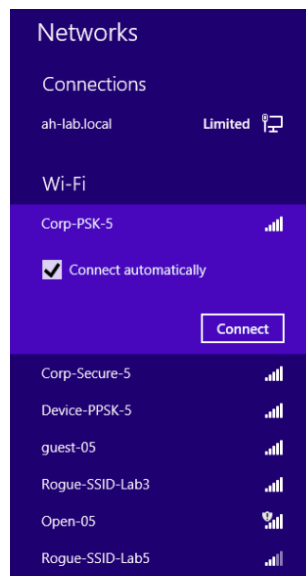 Networks
Connections
ah-lab.local Limited
Wi-Fi
Corp-PSK-5
Connect automatically
Connect
Corp-Secure-5
Device-PPSK-5
guest-05
Rogue-SSID-Lab3
Open-05
Rogue-SSID-Lab5